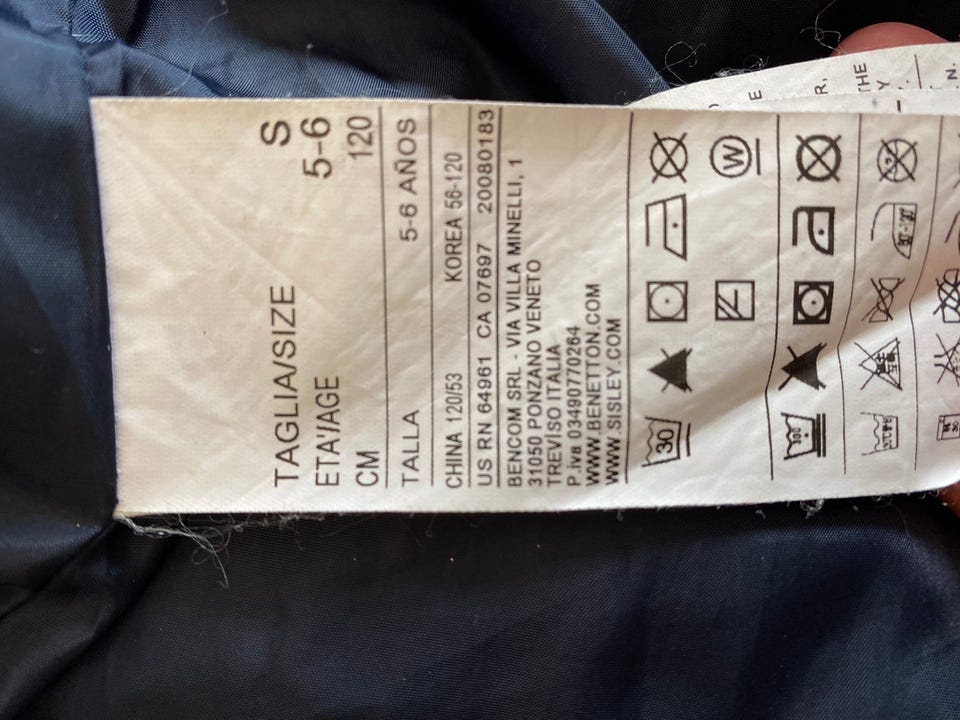 TAGLIA/SIZE S
ETA'/AGE 5-6
CM 120
TALLA 5-6 AÑOS
CHINA 120/53 KOREA 56-120
US RN 64961 CA 07697 20080183
BENCOM SRL - VIA VILLA MINELLI, 1
31050 PONZANO VENETO
TREVISO ITALIA
P.iva 03490770264
WWW.BENETTON.COM
WWW.SISLEY.COM
30
W
E
R,
THE
Y
N.